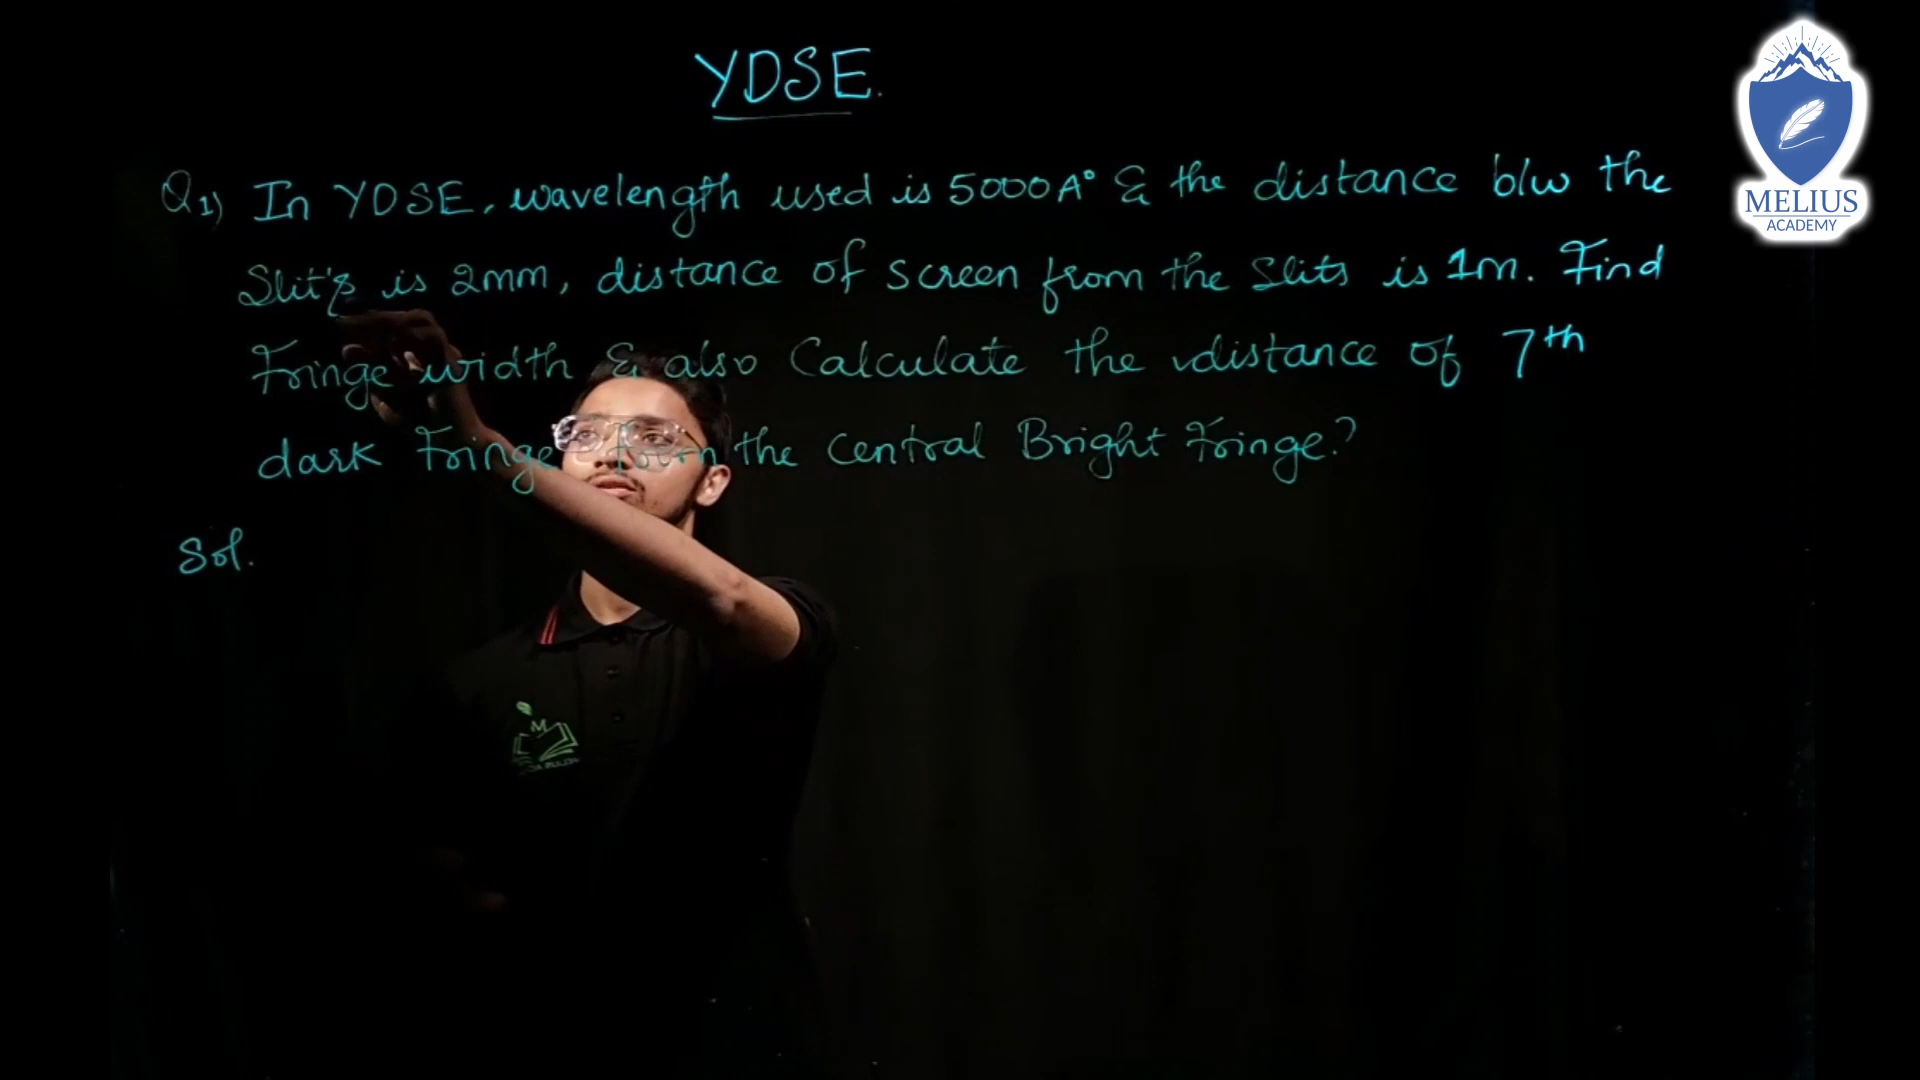 YDSE.
Q1) In YDSE, wavelength used is 5000A° & the distance b/w the
Slit's is 2mm, distance of screen from the Slits is 1m. Find
Fringe width & also Calculate the distance of 7th
dark Fringe from the Central Bright Fringe?
Sol.
MELIUS
ACADEMY
M